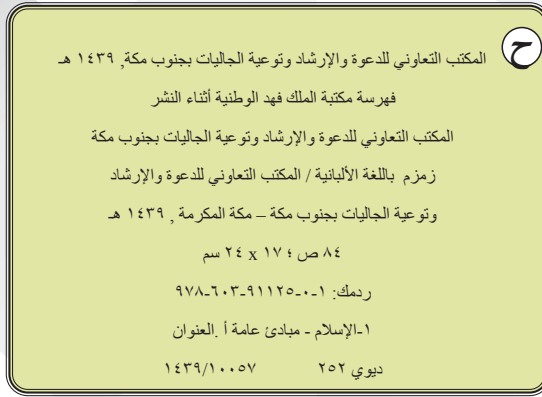 ح
المكتب التعاوني للدعوة والإرشاد وتوعية الجاليات بجنوب مكة, ١٤٣٩ هـ
فهرسة مكتبة الملك فهد الوطنية أثناء النشر
المكتب التعاوني للدعوة والإرشاد وتوعية الجاليات بجنوب مكة
زمزم باللغة الألبانية / المكتب التعاوني للدعوة والإرشاد
وتوعية الجاليات بجنوب مكة – مكة المكرمة , ١٤٣٩ هـ
٨٤ ص ؛ ١٧ x ٢٤ سم
ردمك: ١-٠-٩١١٢٥-٦٠٣-٩٧٨
١-الإسلام - مبادئ عامة أ .العنوان
ديوي ٢٥٢ ١٤٣٩/١٠٠٥٧